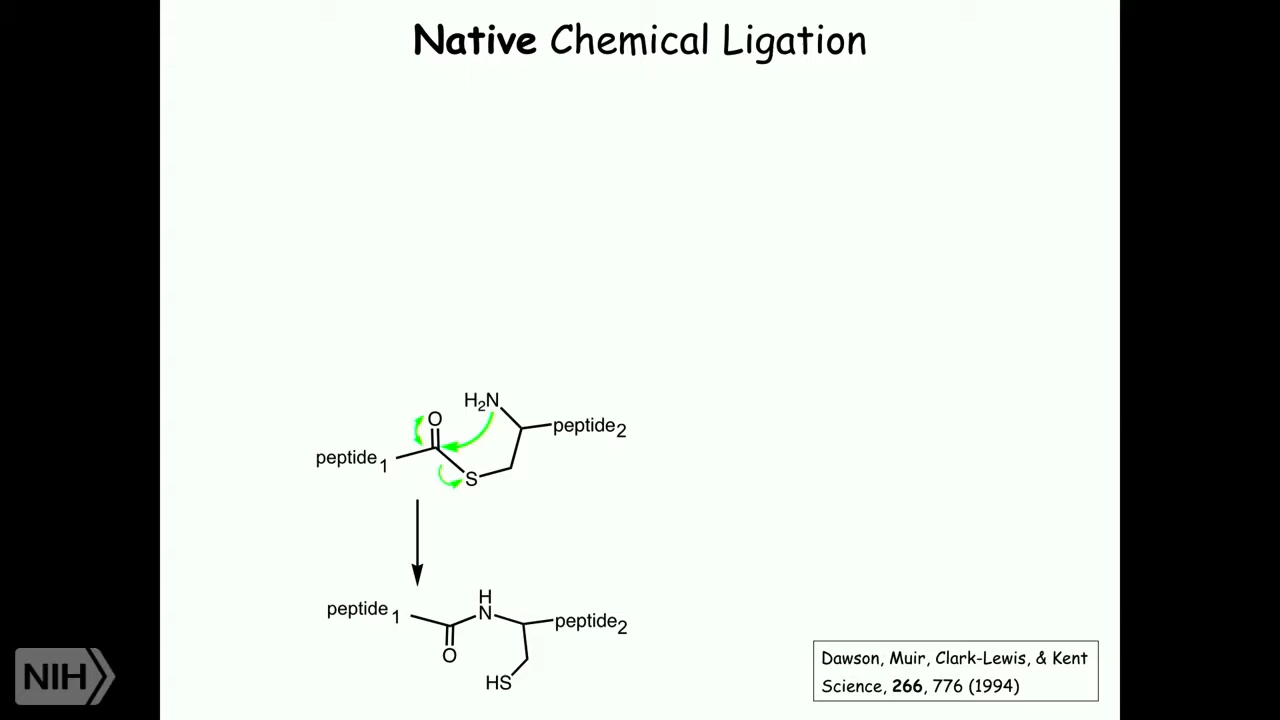 Native Chemical Ligation
H₂N
O
peptide₂
peptide₁
S
H
peptide₁
N
peptide₂
O
HS
Dawson, Muir, Clark-Lewis, & Kent
Science, 266, 776 (1994)
NIH